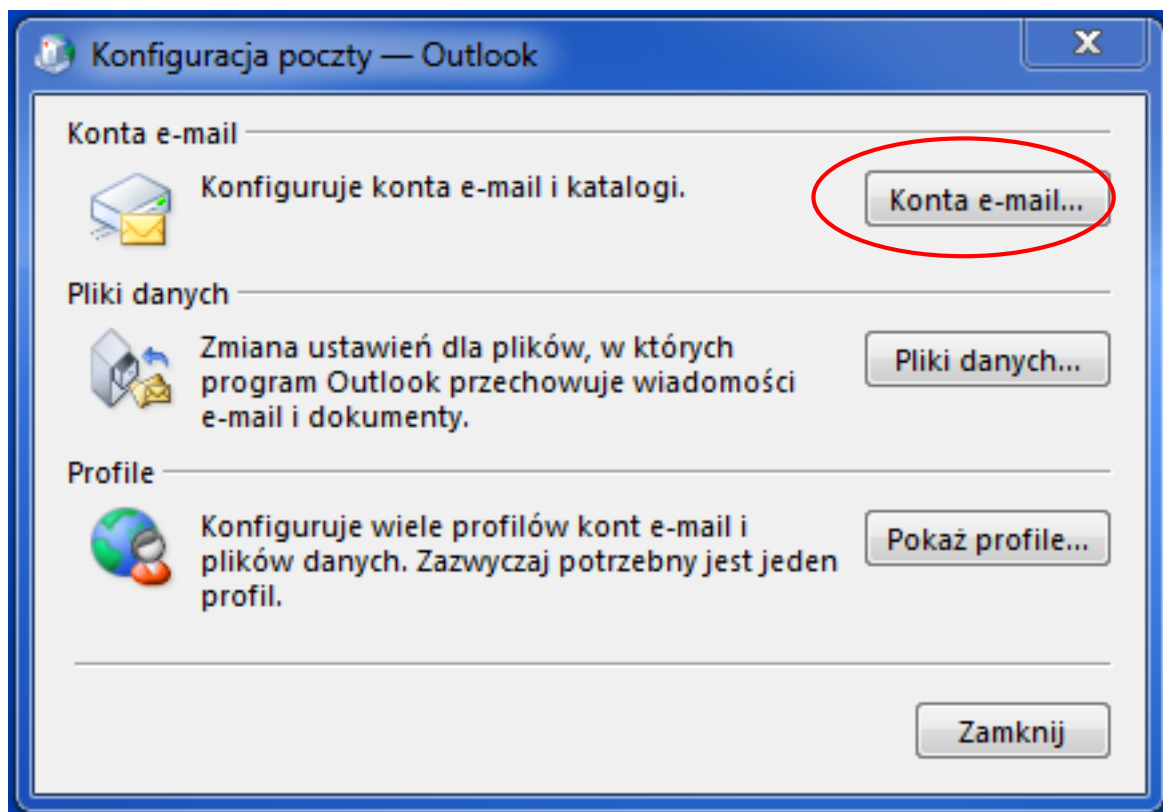 Konfiguracja poczty — Outlook
Konta e-mail
Konfiguruje konta e-mail i katalogi.
Konta e-mail...
Pliki danych
Zmiana ustawień dla plików, w których
program Outlook przechowuje wiadomości
e-mail i dokumenty.
Pliki danych...
Profile
Konfiguruje wiele profilów kont e-mail i
plików danych. Zazwyczaj potrzebny jest jeden
profil.
Pokaż profile...
Zamknij